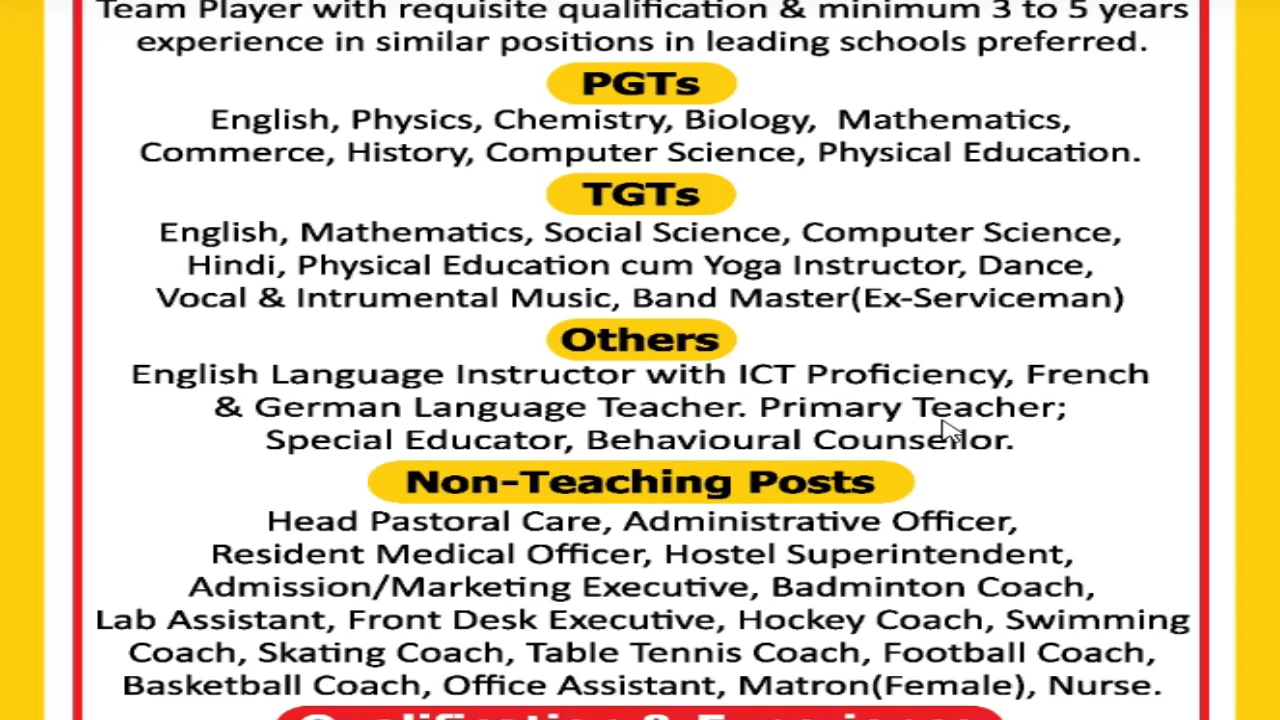 Team Player with requisite qualification & minimum 3 to 5 years
experience in similar positions in leading schools preferred.
PGTs
English, Physics, Chemistry, Biology, Mathematics,
Commerce, History, Computer Science, Physical Education.
TGTs
English, Mathematics, Social Science, Computer Science,
Hindi, Physical Education cum Yoga Instructor, Dance,
Vocal & Intrumental Music, Band Master(Ex-Serviceman)
Others
English Language Instructor with ICT Proficiency, French
& German Language Teacher. Primary Teacher;
Special Educator, Behavioural Counsellor.
Non-Teaching Posts
Head Pastoral Care, Administrative Officer,
Resident Medical Officer, Hostel Superintendent,
Admission/Marketing Executive, Badminton Coach,
Lab Assistant, Front Desk Executive, Hockey Coach, Swimming
Coach, Skating Coach, Table Tennis Coach, Football Coach,
Basketball Coach, Office Assistant, Matron(Female), Nurse.
Qualification & Experience